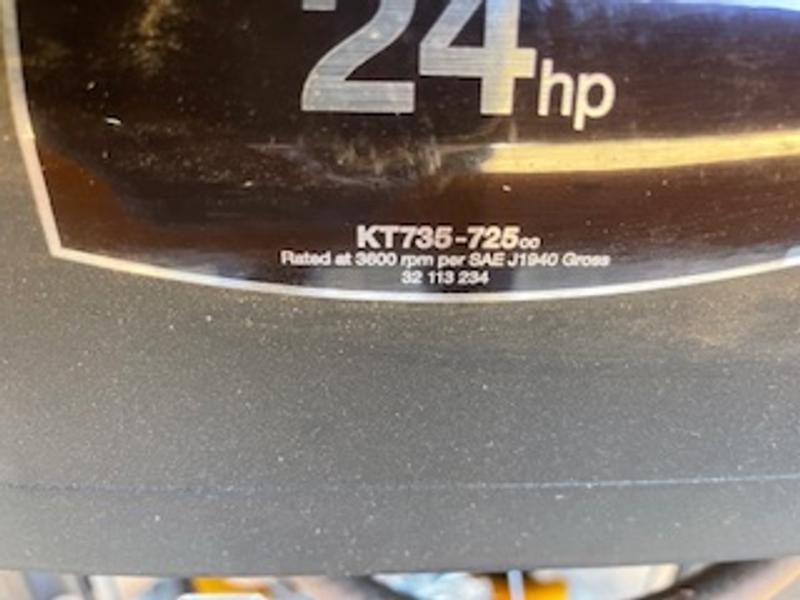 24hp
KT735-725cc
Rated at 3600 rpm per SAE J1940 Gross
32 113 234